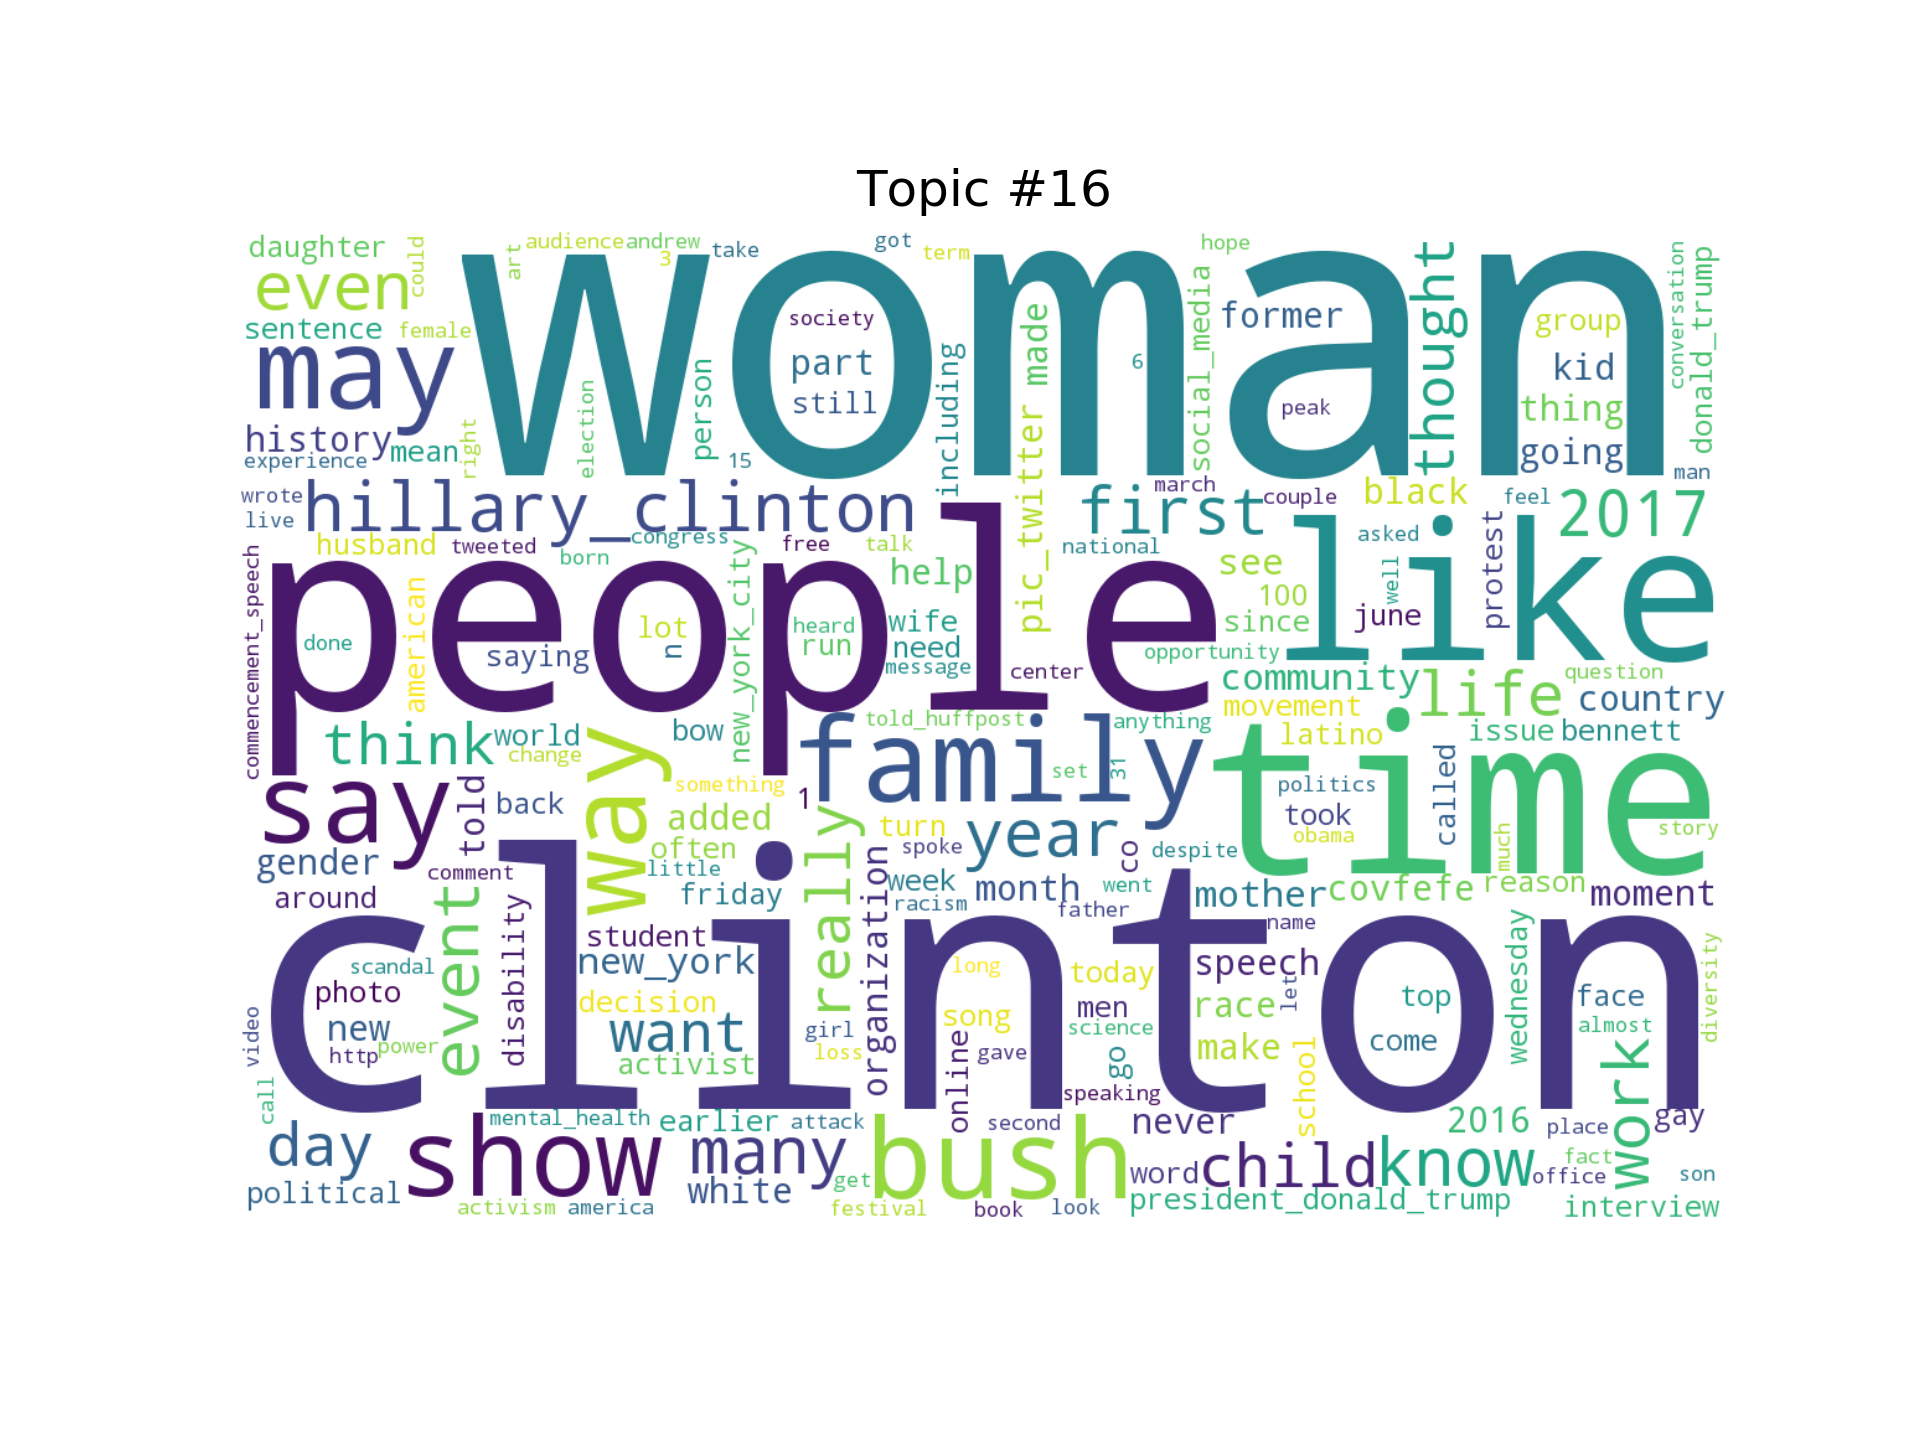 Topic #16
daughter
could
art
audience
andrew
3
take
got
term
hope
thought
conversation
donald_trump
even
woman
society
social_media
former
group
sentence
female
may
part
still
election
person
including
made
6
peak
kid
thing
going
history
mean
experience
right
15
pic_twitter
march
man
wrote
live
hillary_clinton
first
couple
black
feel
2017
husband
tweeted
born
congress
free
talk
national
asked
like
protest
well
commencement_speech
people
american
new_york_city
help
see
100
since
june
done
saying
lot
n
heard
run
wife
need
message
center
opportunity
community
life
question
country
think
world
change
way
bow
told_huffpost
anything
movement
latino
issue
bennett
family
time
say
told
back
something
1
set
31
politics
took
obama
called
much
story
added
often
really
turn
year
spoke
co
despite
gender
comment
little
friday
week
racism
month
went
father
mother
covfefe
reason
moment
around
event
disability
student
new_york
organization
name
wednesday
diversity
clinton
scandal
photo
new
http
power
video
call
decision
want
activist
girl
loss
long
song
gave
online
today
men
science
go
speaking
speech
race
let
make
school
top
come
face
almost
work
mental_health
earlier
attack
second
never
2016
place
gay
day
show
many
bush
word
child
know
fact
office
son
political
activism
america
white
get
festival
book
look
president_donald_trump
interview